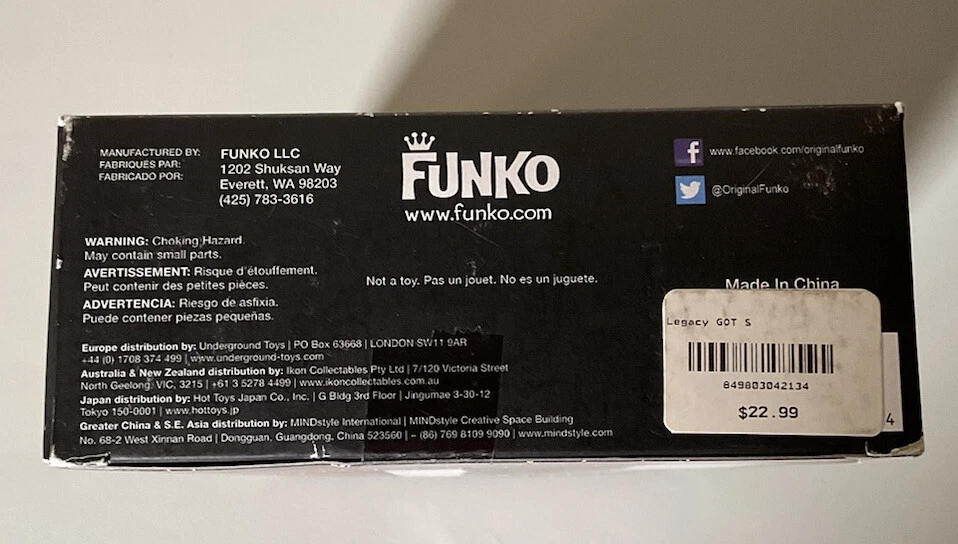 MANUFACTURED BY:
FABRIQUÉS PAR:
FABRICADO POR:
FUNKO LLC
1202 Shuksan Way
Everett, WA 98203
(425) 783-3616
FUNKO
www.funko.com
f www.facebook.com/originalfunko
@OriginalFunko
WARNING: Choking Hazard.
May contain small parts.
AVERTISSEMENT: Risque d'étouffement.
Peut contenir des petites pièces.
ADVERTENCIA: Riesgo de asfixia.
Puede contener piezas pequeñas.
Not a toy. Pas un jouet. No es un juguete.
Made In China
Europe distribution by: Underground Toys | PO Box 63668 | LONDON SW11 9AR
+44 (0) 1708 374 499 | www.underground-toys.com
Australia & New Zealand distribution by: Ikon Collectables Pty Ltd | 7/120 Victoria Street
North Geelong, VIC, 3215 | +61 3 5278 4499 | www.ikoncollectables.com.au
Japan distribution by: Hot Toys Japan Co., Inc. | G Bldg 3rd Floor | Jingumae 3-30-12
Tokyo 150-0001 | www.hottoys.jp
Greater China & S.E. Asia distribution by: MINDstyle International | MINDstyle Creative Space Building
No. 68-2 West Xinnan Road | Dongguan, Guangdong, China 523560 | – (86) 769 8109 9090 | www.mindstyle.com
Legacy GOT S
849803042134
$22.99
4